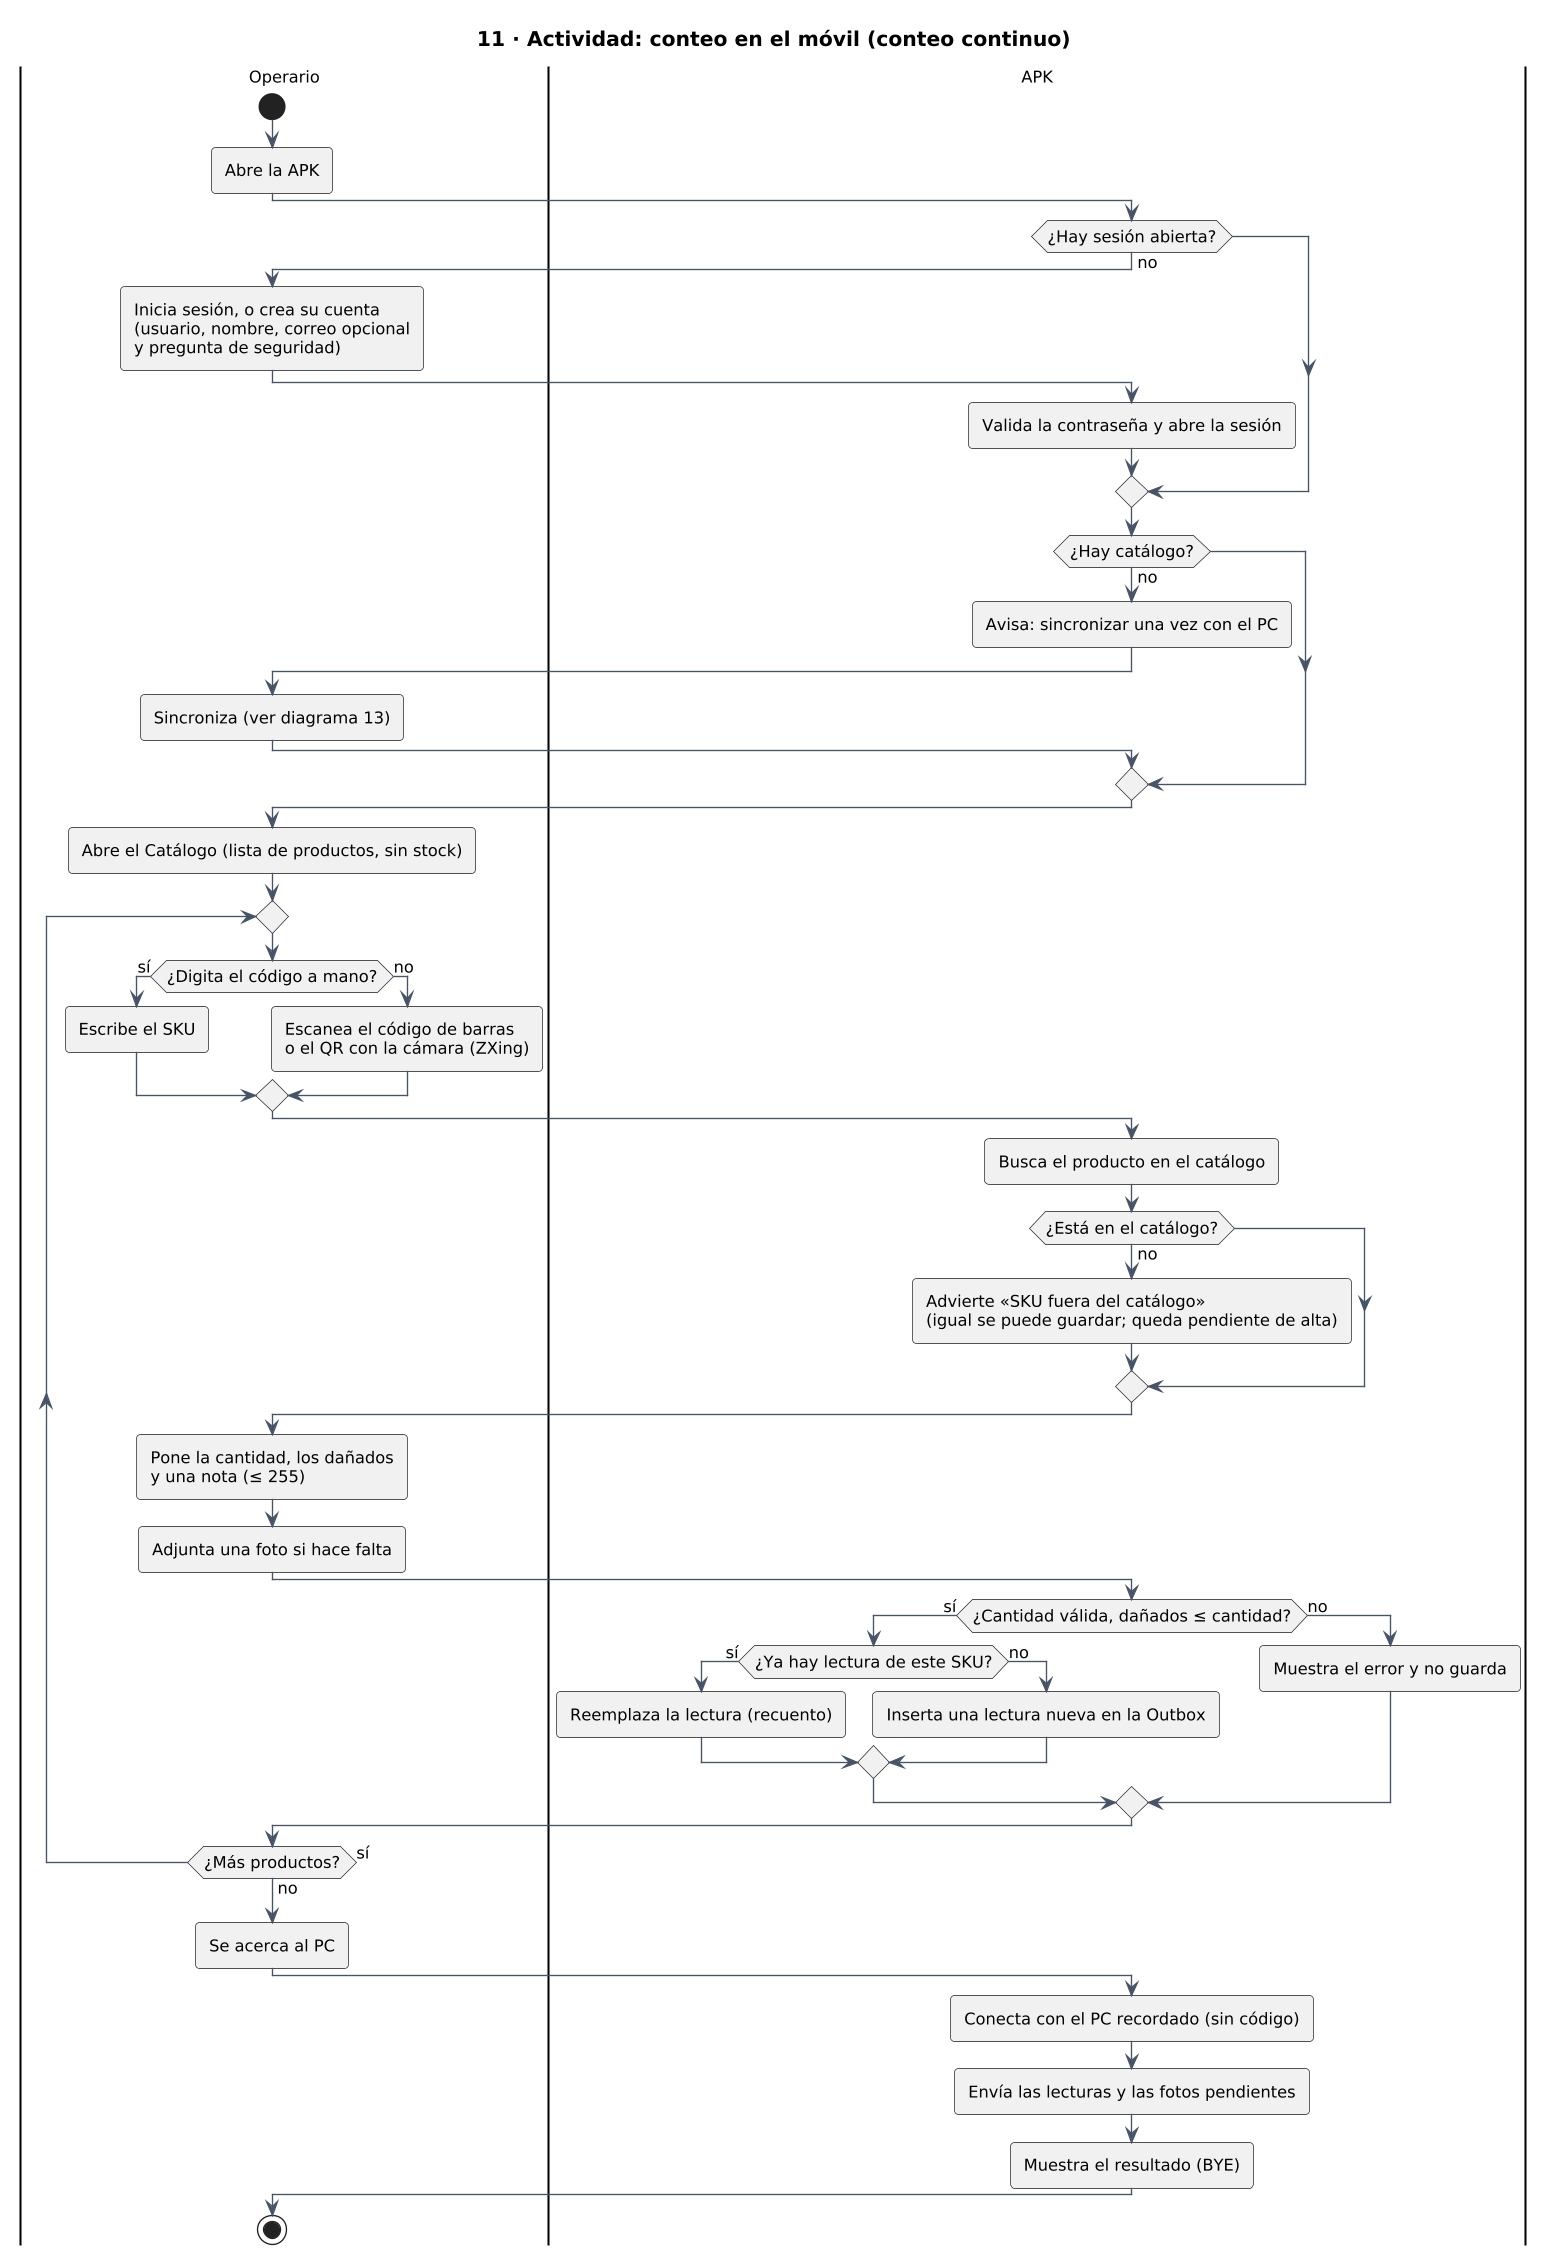 11 · Actividad: conteo en el móvil (conteo continuo)
Operario
APK
Abre la APK
¿Hay sesión abierta?
no
Inicia sesión, o crea su cuenta
(usuario, nombre, correo opcional
y pregunta de seguridad)
Valida la contraseña y abre la sesión
¿Hay catálogo?
no
Avisa: sincronizar una vez con el PC
Sincroniza (ver diagrama 13)
Abre el Catálogo (lista de productos, sin stock)
sí
¿Digita el código a mano?
no
Escribe el SKU
Escanea el código de barras
o el QR con la cámara (ZXing)
Busca el producto en el catálogo
¿Está en el catálogo?
no
Advierte «SKU fuera del catálogo»
(igual se puede guardar; queda pendiente de alta)
Pone la cantidad, los dañados
y una nota (≤ 255)
Adjunta una foto si hace falta
sí
¿Cantidad válida, dañados ≤ cantidad?
no
sí
¿Ya hay lectura de este SKU?
no
Muestra el error y no guarda
Reemplaza la lectura (recuento)
Inserta una lectura nueva en la Outbox
¿Más productos?
sí
no
Se acerca al PC
Conecta con el PC recordado (sin código)
Envía las lecturas y las fotos pendientes
Muestra el resultado (BYE)